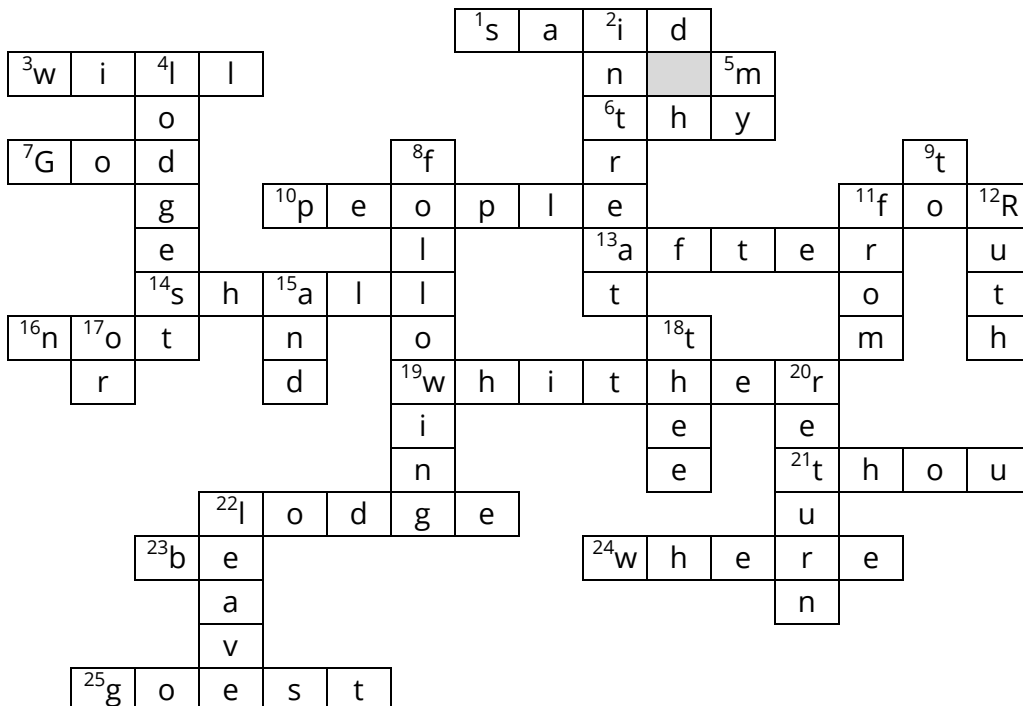 1s a 2i d
3w i 4l l n 5m
o 6t h y
7G o d 8f r 9t
g 10p e o p l e 11f o 12R
e l 13a f t e r u
14s h 15a l l t o t
16n 17o t n o 18t m h
r d 19w h i t h e 20r
i e e
n e 21t h o u
22l o d g e u
23b e 24w h e r e
a n
v
25g o e s t